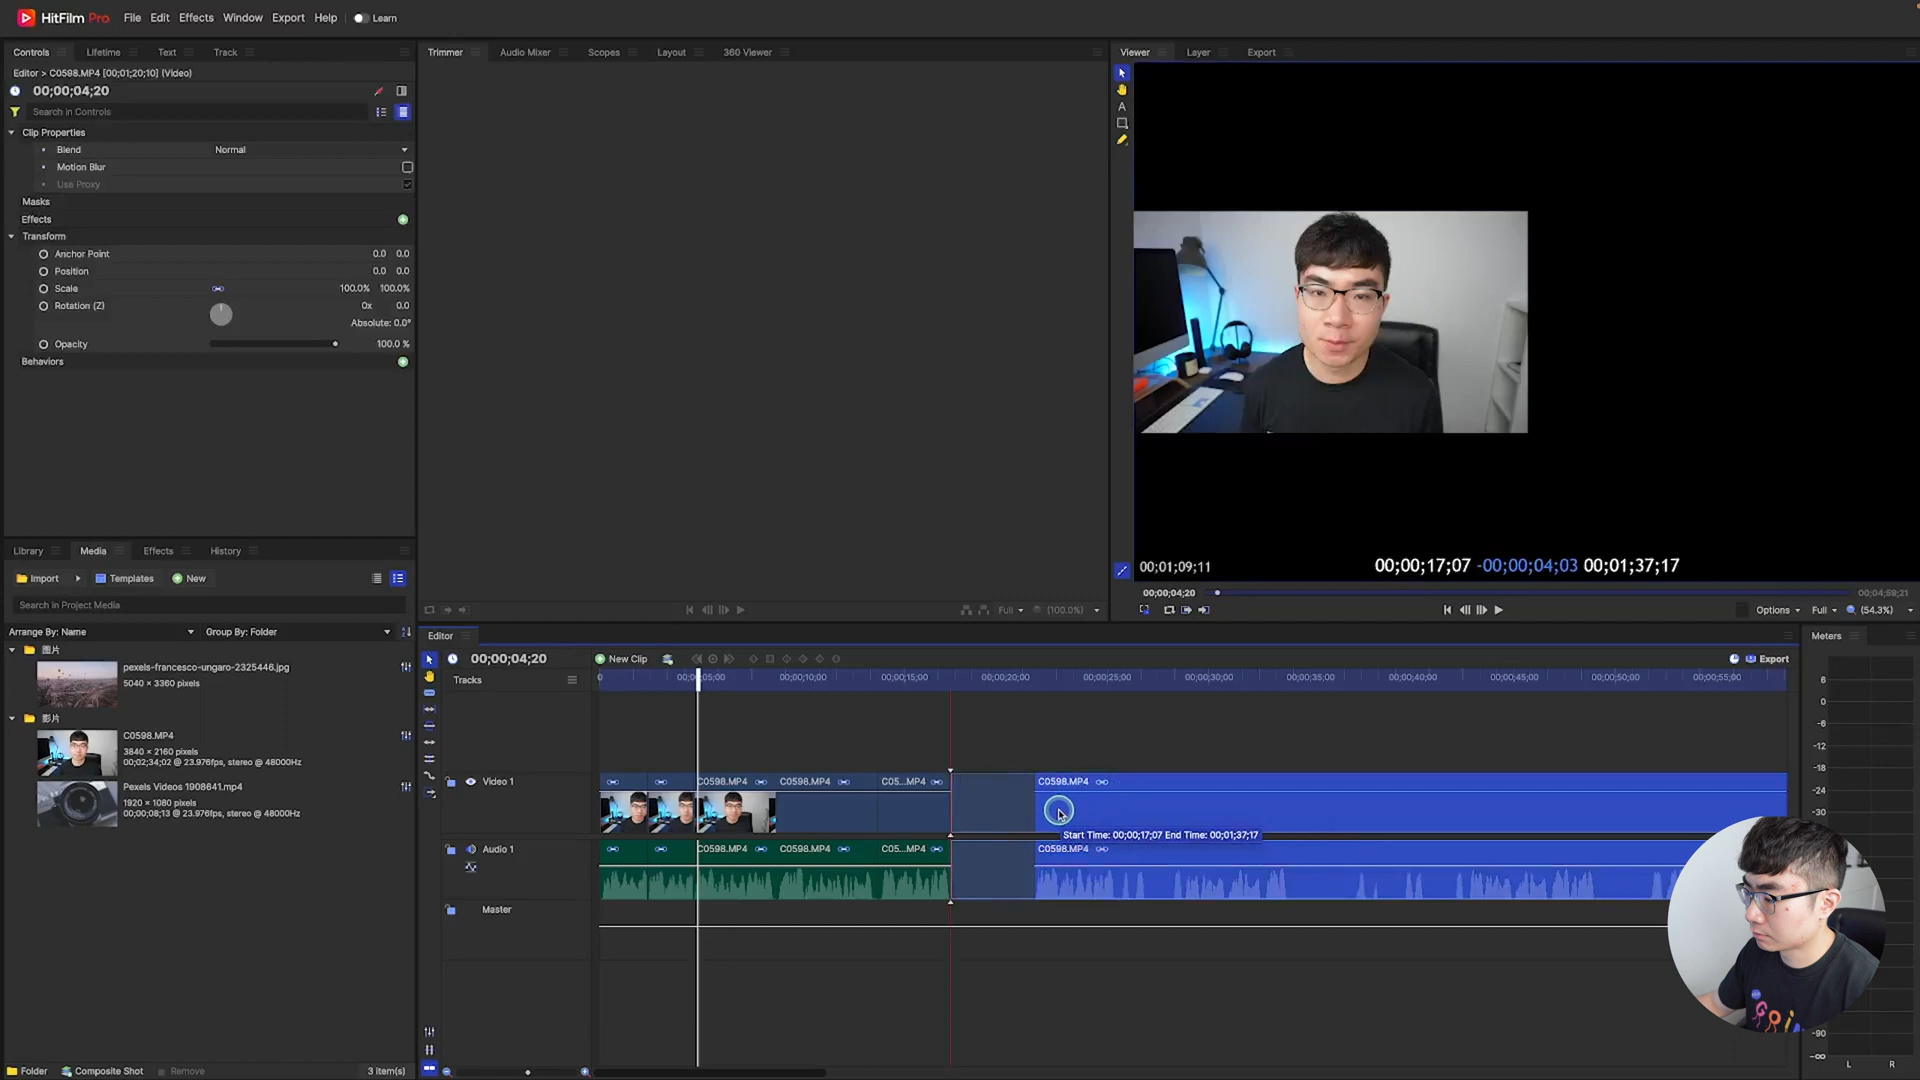 HitFilm Pro File Edit Effects Window Export Help Learn
Controls Lifetime Text Track
Editor > C0598.MP4 [00;01;20;10] (Video)
00;00;04;20
Search in Controls
Clip Properties
Blend Normal
Motion Blur
Use Proxy
Masks
Effects
Transform
Anchor Point 0.0 0.0
Position 0.0 0.0
Scale 100.0% 100.0%
Rotation (Z) 0x 0.0
Absolute: 0.0°
Opacity 100.0 %
Behaviors
Trimmer Audio Mixer Scopes Layout 360 Viewer
Full (100.0%)
Viewer Layer Export
A
00;01;09;11 00;00;17;07 -00;00;04;03 00;01;37;17
00;00;04;20 00;04;59;21
Options Full (54.3%)
Library Media Effects History
Import Templates New
Search in Project Media
Arrange By: Name Group By: Folder
图片
pexels-francesco-ungaro-2325446.jpg
5040 × 3360 pixels
影片
C0598.MP4
3840 × 2160 pixels
00;02;34;02 @ 23.976fps, stereo @ 48000Hz
Pexels Videos 1908641.mp4
1920 × 1080 pixels
00;00;08;13 @ 23.976fps, stereo @ 48000Hz
Folder Composite Shot Remove 3 item(s)
Editor
00;00;04;20 New Clip Export
Tracks 0 00;00;05;00 00;00;10;00 00;00;15;00 00;00;20;00 00;00;25;00 00;00;30;00 00;00;35;00 00;00;40;00 00;00;45;00 00;00;50;00 00;00;55;00
Video 1 C0598.MP4 C0598.MP4 C05...MP4 C0598.MP4
Start Time: 00;00;17;07 End Time: 00;01;37;17
Audio 1 C0598.MP4 C0598.MP4 C05...MP4 C0598.MP4
Master
Meters
6
0
-6
-12
-18
-24
-30
-90
-∞
L R